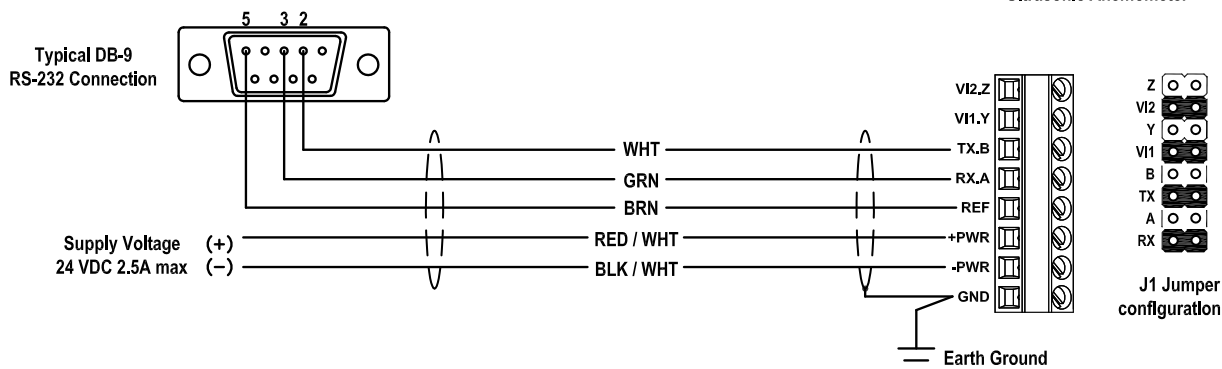 5 3 2
Typical DB-9
RS-232 Connection
WHT
GRN
BRN
RED / WHT
BLK / WHT
Supply Voltage (+)
24 VDC 2.5A max (−)
VI2.Z
VI1.Y
TX.B
RX.A
REF
+PWR
-PWR
GND
Earth Ground
Z
VI2
Y
VI1
B
TX
A
RX
J1 Jumper
configuration